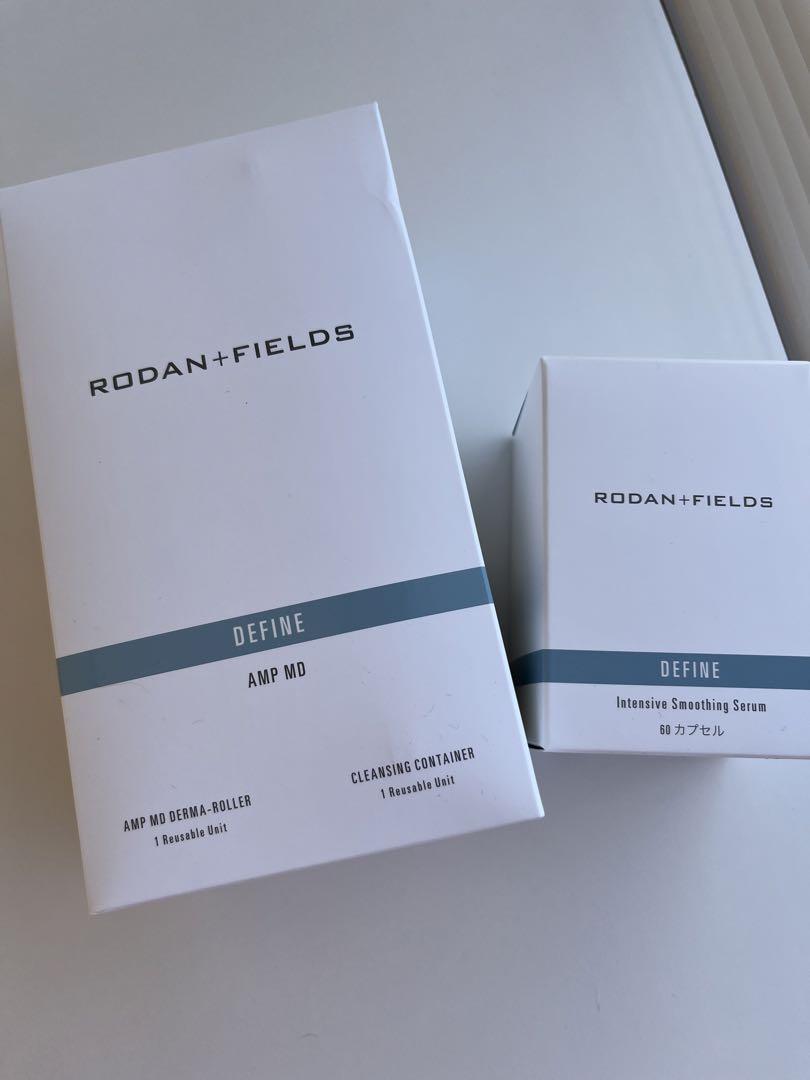 RODAN+FIELDS
DEFINE
AMP MD
AMP MD DERMA-ROLLER
1 Reusable Unit
CLEANSING CONTAINER
1 Reusable Unit
RODAN+FIELDS
DEFINE
Intensive Smoothing Serum
60 カプセル